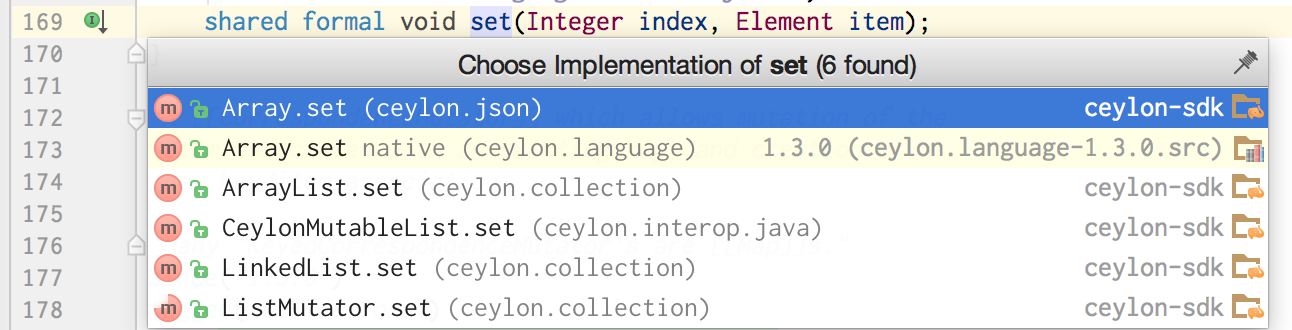 169 shared formal void set(Integer index, Element item);
170
Choose Implementation of set (6 found)
171
Array.set (ceylon.json) ceylon-sdk
172
Array.set native (ceylon.language) 1.3.0 (ceylon.language-1.3.0.src)
173
ArrayList.set (ceylon.collection) ceylon-sdk
174
175
CeylonMutableList.set (ceylon.interop.java) ceylon-sdk
176
LinkedList.set (ceylon.collection) ceylon-sdk
177
ListMutator.set (ceylon.collection) ceylon-sdk
178